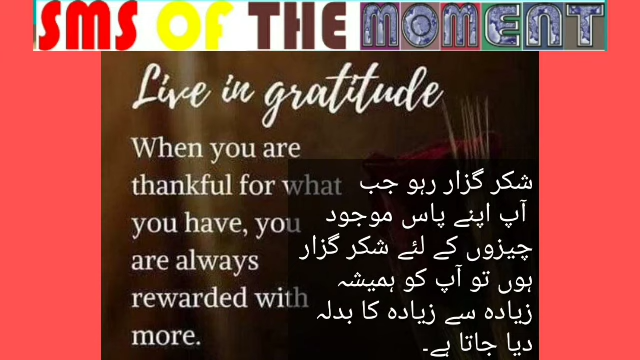 SMS OF THE MOMENT
Live in gratitude
When you are
thankful for what
you have, you
are always
rewarded with
more.
شکر گزار رہو جب
آپ اپنے پاس موجود
چیزوں کے لئے شکر گزار
ہوں تو آپ کو ہمیشہ
زیادہ سے زیادہ کا بدلہ
دیا جاتا ہے۔